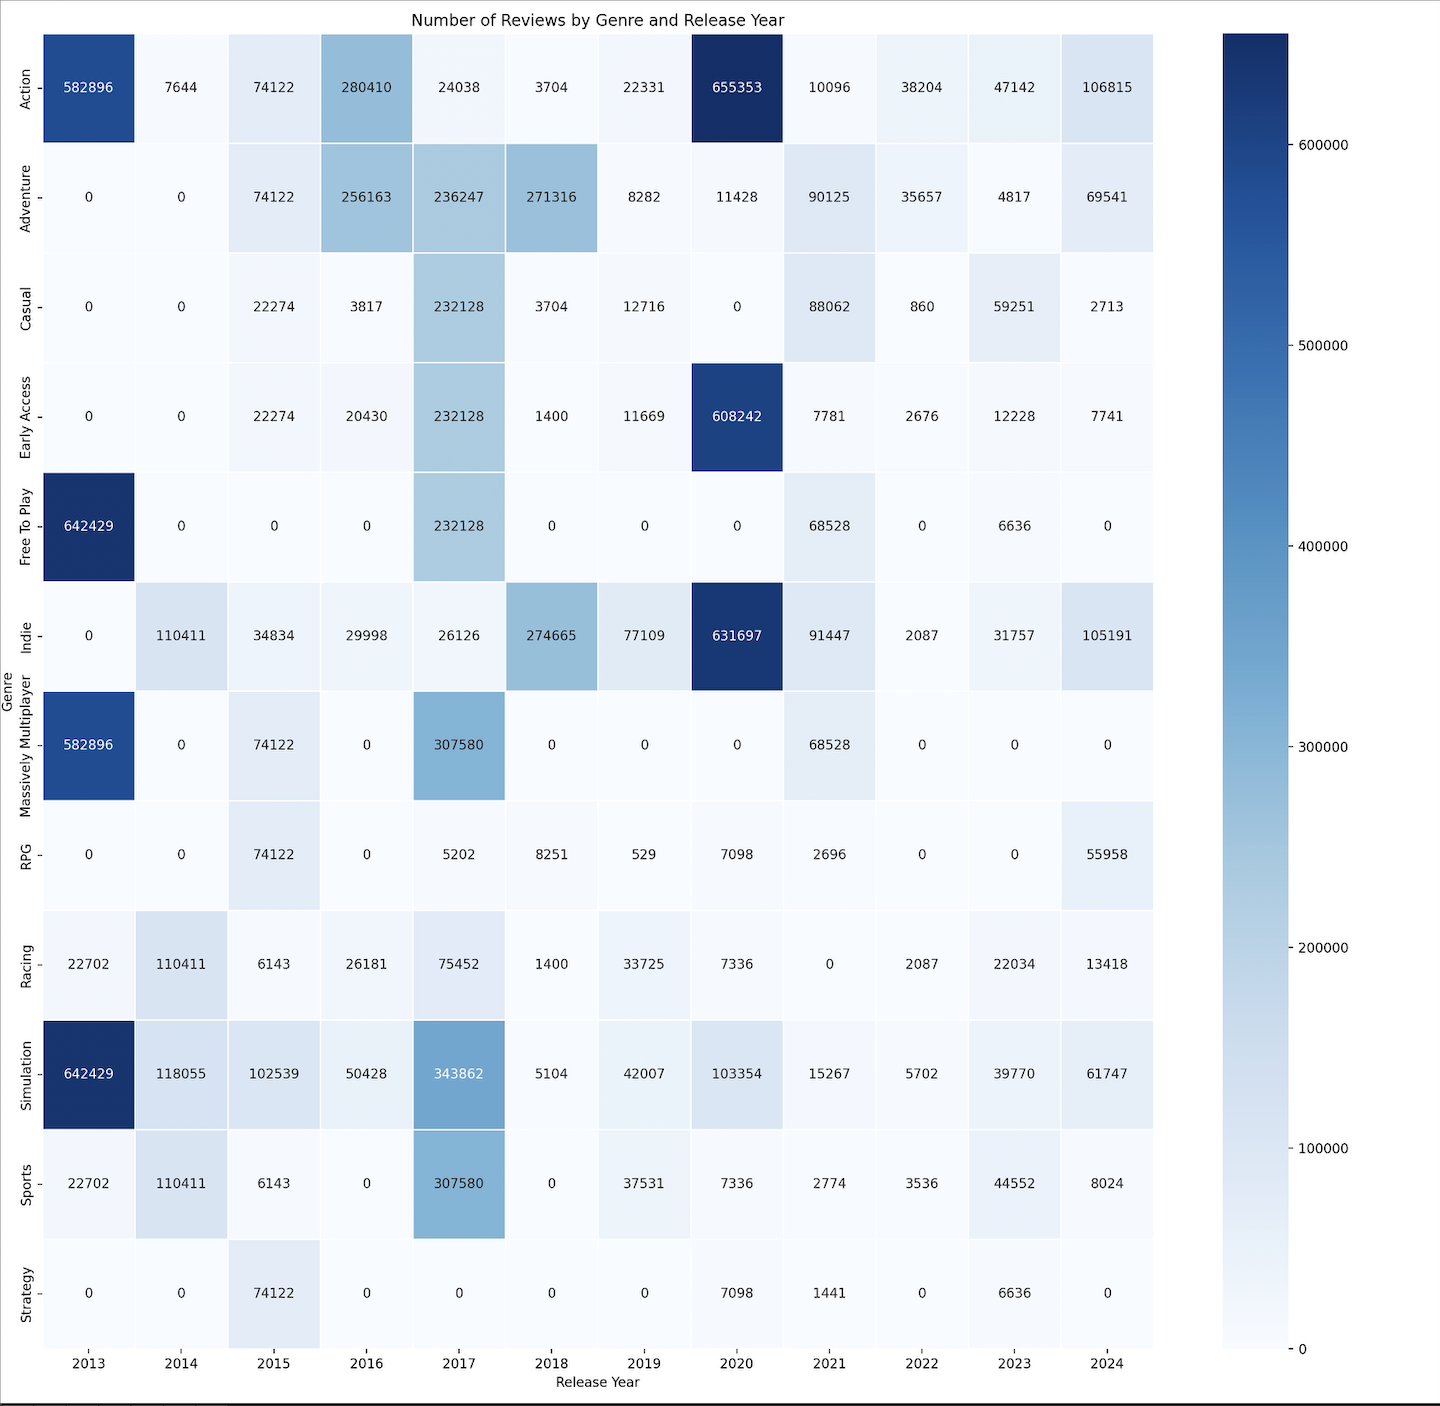 Number of Reviews by Genre and Release Year
Action 582896 7644 74122 280410 24038 3704 22331 655353 10096 38204 47142 106815
Adventure 0 0 74122 256163 236247 271316 8282 11428 90125 35657 4817 69541
Casual 0 0 22274 3817 232128 3704 12716 0 88062 860 59251 2713
Early Access 0 0 22274 20430 232128 1400 11669 608242 7781 2676 12228 7741
Free To Play 642429 0 0 0 232128 0 0 0 68528 0 6636 0
Indie 0 110411 34834 29998 26126 274665 77109 631697 91447 2087 31757 105191
Genre
Massively Multiplayer 582896 0 74122 0 307580 0 0 0 68528 0 0 0
RPG 0 0 74122 0 5202 8251 529 7098 2696 0 0 55958
Racing 22702 110411 6143 26181 75452 1400 33725 7336 0 2087 22034 13418
Simulation 642429 118055 102539 50428 343862 5104 42007 103354 15267 5702 39770 61747
Sports 22702 110411 6143 0 307580 0 37531 7336 2774 3536 44552 8024
Strategy 0 0 74122 0 0 0 0 7098 1441 0 6636 0
2013 2014 2015 2016 2017 2018 2019 2020 2021 2022 2023 2024
Release Year
600000
500000
400000
300000
200000
100000
0